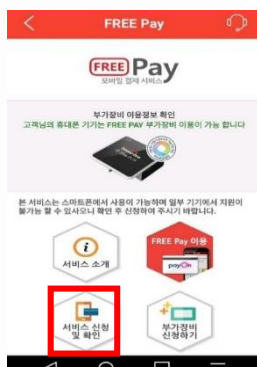 FREE Pay
FREE Pay
모바일 결제 서비스
부가장비 이용정보 확인
고객님의 휴대폰 기기는 FREE PAY 부가장비 이용이 가능 합니다
본 서비스는 스마트폰에서 사용이 가능하며 일부 기기에서 지원이
불가능 할 수 있사오니 확인 후 신청하여 주시기 바랍니다.
서비스 소개
FREE Pay 이용
payOn
서비스 신청
및 확인
부가장비
신청하기